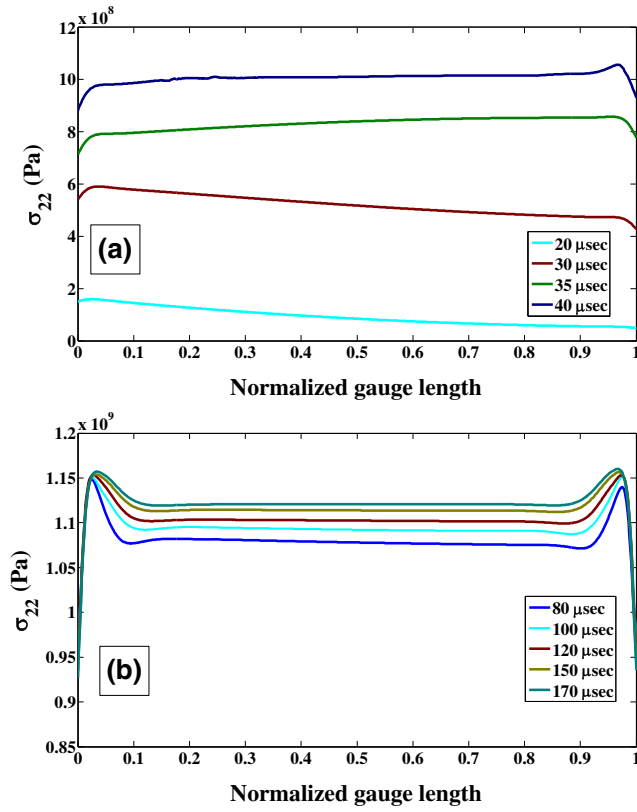 x 10⁸
12
10
8
6
4
2
0
σ₂₂ (Pa)
(a)
20 μsec
30 μsec
35 μsec
40 μsec
0 0.1 0.2 0.3 0.4 0.5 0.6 0.7 0.8 0.9 1
Normalized gauge length
x 10⁹
1.2
1.15
1.1
1.05
1
0.95
0.9
0.85
σ₂₂ (Pa)
(b)
80 μsec
100 μsec
120 μsec
150 μsec
170 μsec
0 0.1 0.2 0.3 0.4 0.5 0.6 0.7 0.8 0.9 1
Normalized gauge length